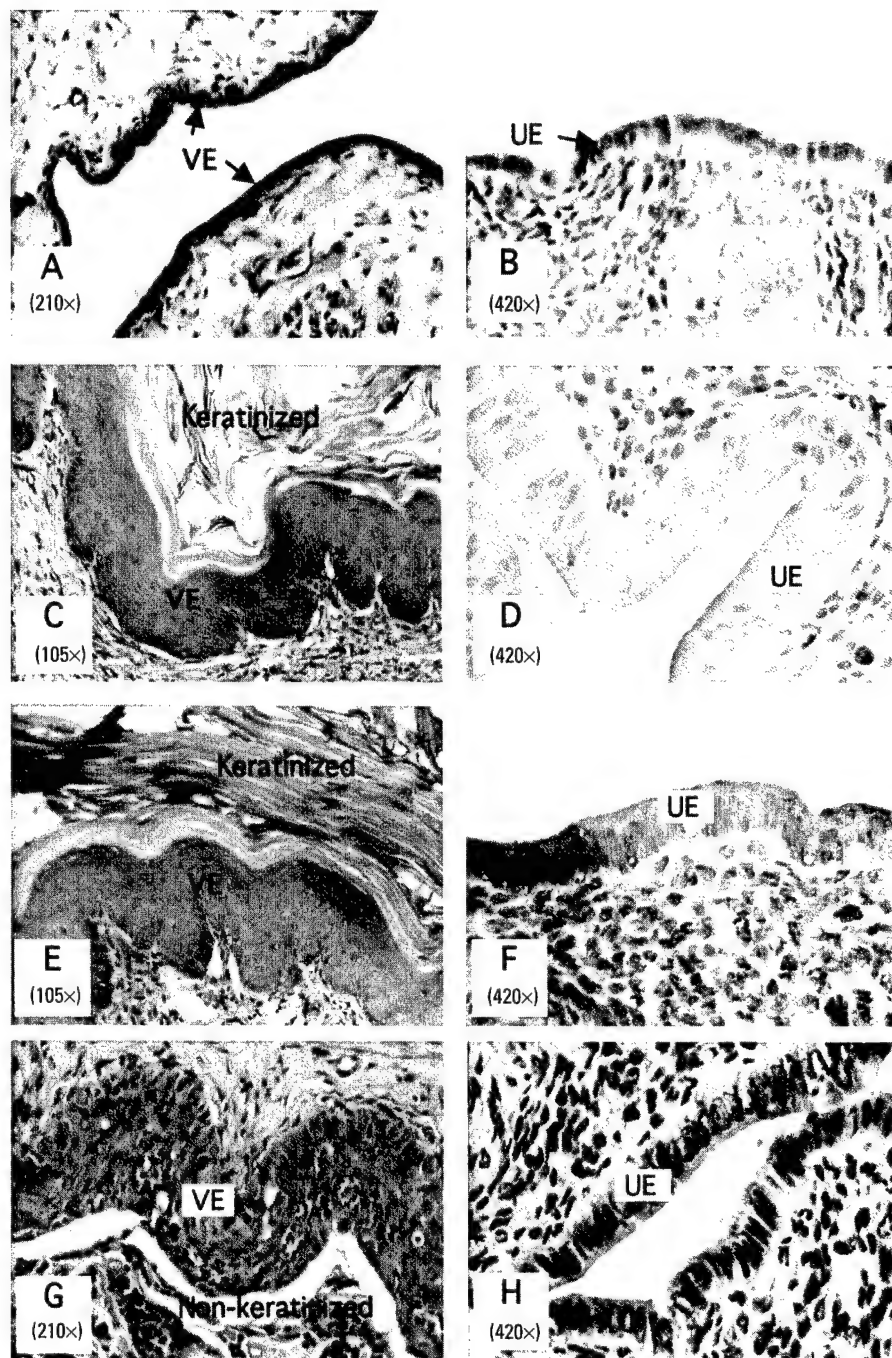 VE
A
(210×)
UE
B
(420×)
Keratinized
VE
C
(105×)
UE
D
(420×)
Keratinized
VE
E
(105×)
UE
F
(420×)
VE
Non-keratinized
G
(210×)
UE
H
(420×)